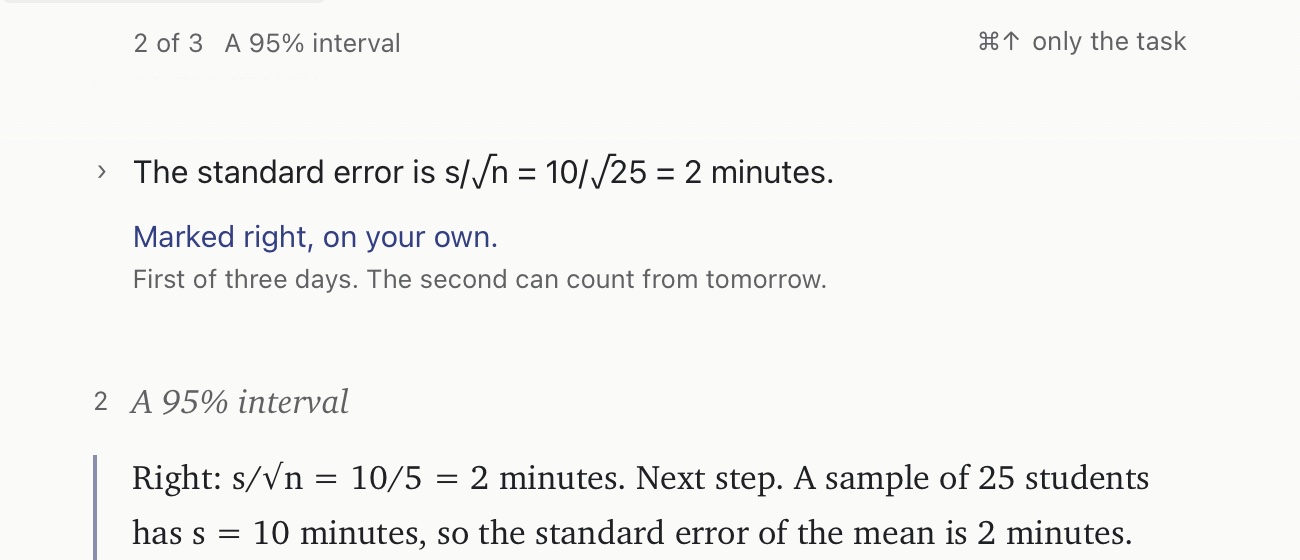 2 of 3 A 95% interval
⌘↑ only the task
› The standard error is s/√n = 10/√25 = 2 minutes.
Marked right, on your own.
First of three days. The second can count from tomorrow.
2 A 95% interval
Right: s/√n = 10/5 = 2 minutes. Next step. A sample of 25 students
has s = 10 minutes, so the standard error of the mean is 2 minutes.